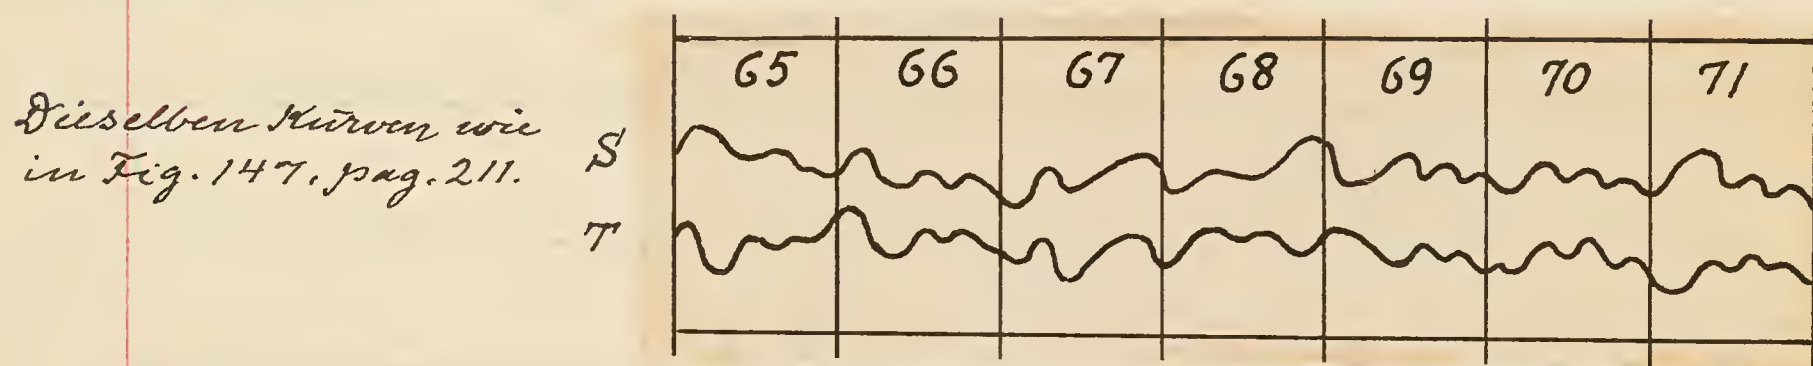 65 66 67 68 69 70 71
Dieselben Kurven wie
in Fig. 147. pag. 211.
S
T